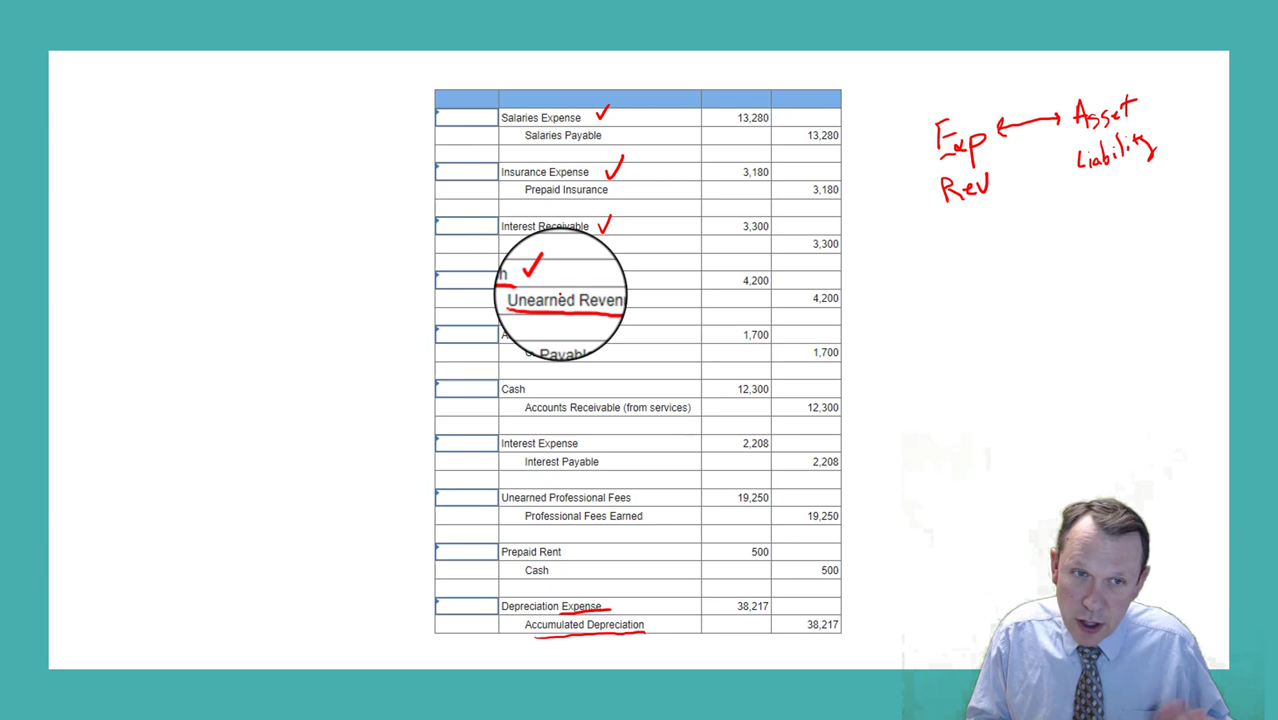 Salaries Expense 13,280
Salaries Payable 13,280
Insurance Expense 3,180
Prepaid Insurance 3,180
Interest Receivable 3,300
3,300
4,200
Unearned Reven 4,200
1,700
Payabl 1,700
Cash 12,300
Accounts Receivable (from services) 12,300
Interest Expense 2,208
Interest Payable 2,208
Unearned Professional Fees 19,250
Professional Fees Earned 19,250
Prepaid Rent 500
Cash 500
Depreciation Expense 38,217
Accumulated Depreciation 38,217
Exp Asset
Rev Liability